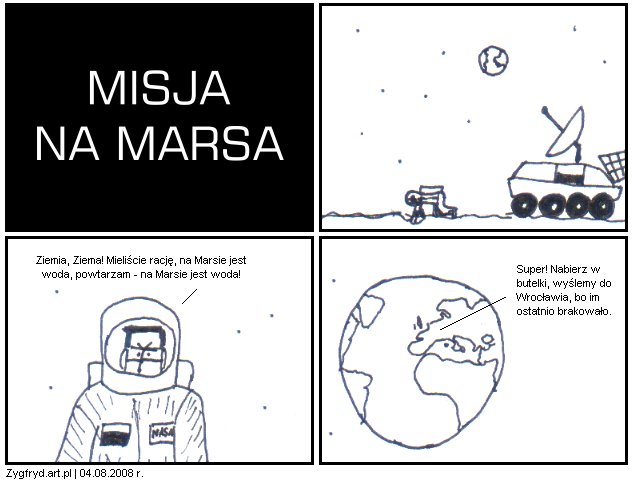 MISJA
NA MARSA
Ziemia, Ziema! Mieliście rację, na Marsie jest
woda, powtarzam - na Marsie jest woda!
NASA
Super! Nabierz w
butelki, wyślemy do
Wrocławia, bo im
ostatnio brakowało.
Zygfryd.art.pl | 04.08.2008 r.